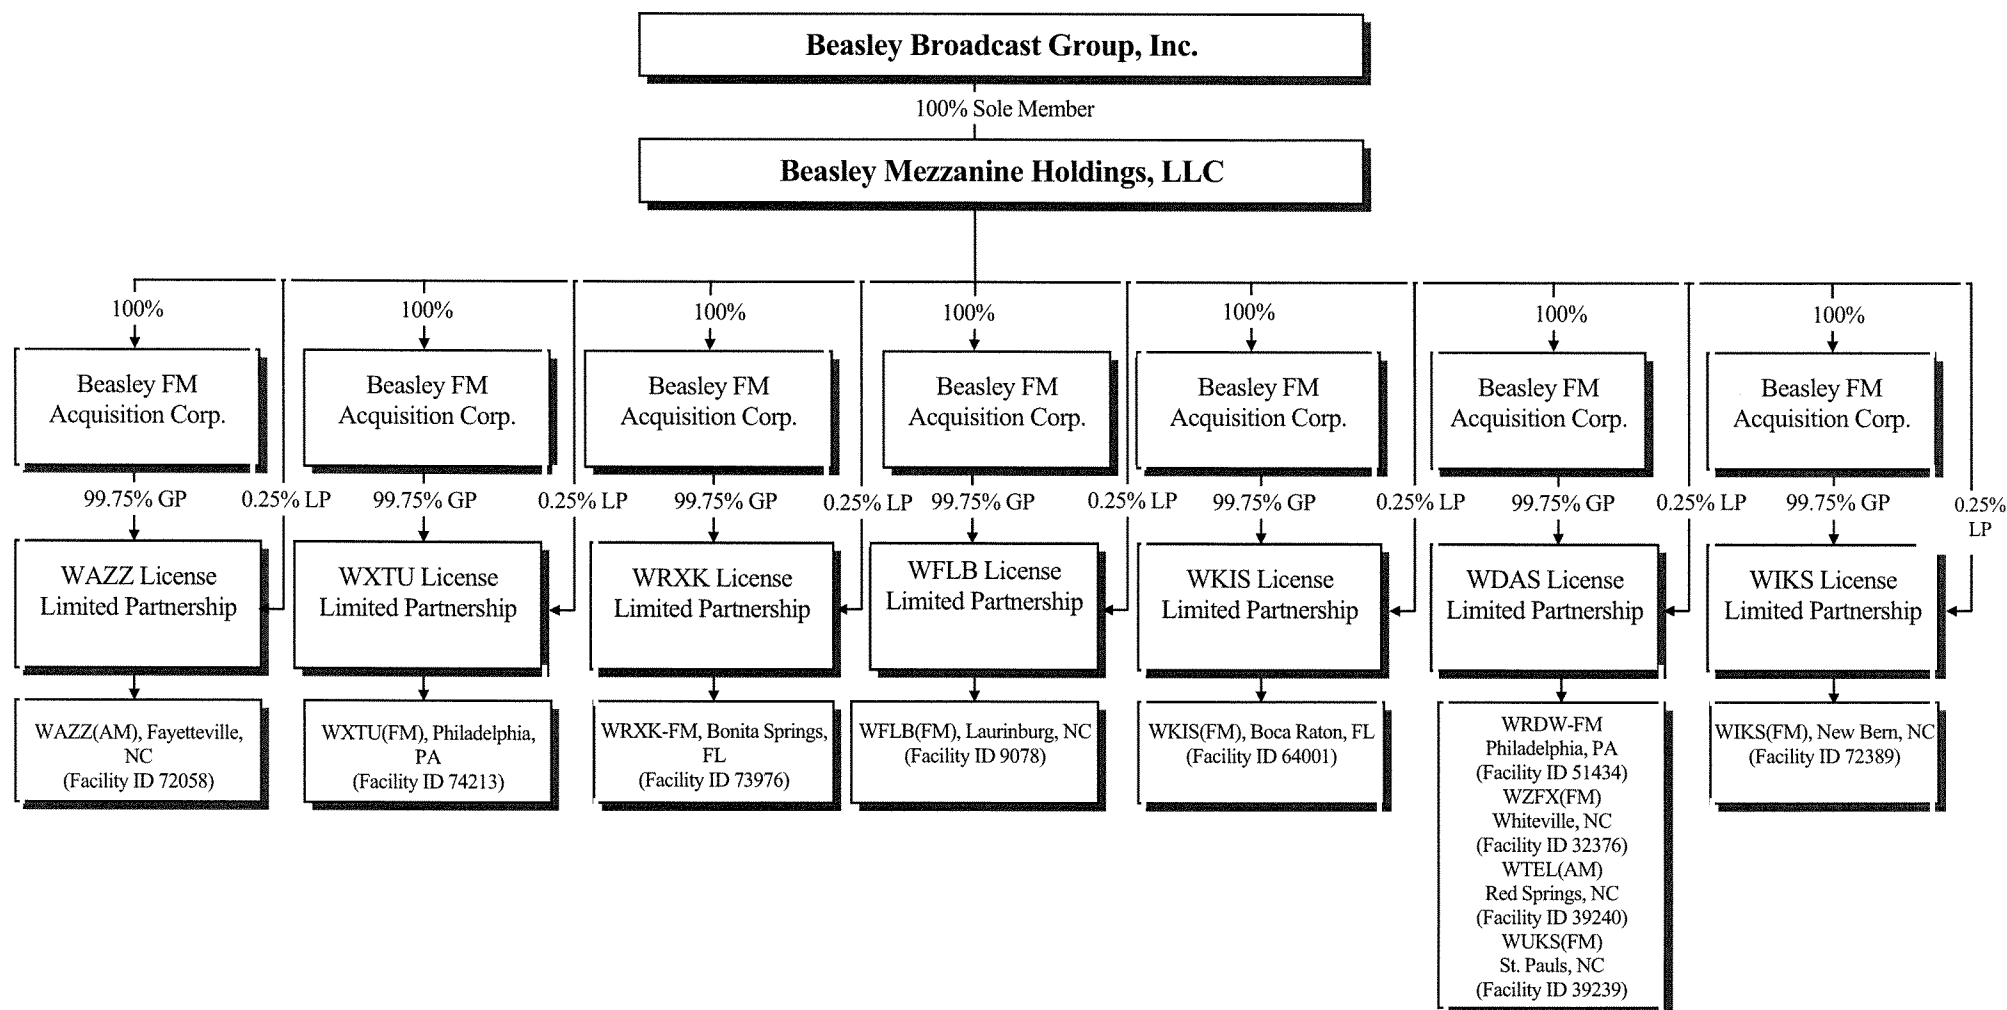 Beasley Broadcast Group, Inc.
100% Sole Member
Beasley Mezzanine Holdings, LLC
100%
100%
100%
100%
100%
100%
100%
Beasley FM
Acquisition Corp.
Beasley FM
Acquisition Corp.
Beasley FM
Acquisition Corp.
Beasley FM
Acquisition Corp.
Beasley FM
Acquisition Corp.
Beasley FM
Acquisition Corp.
Beasley FM
Acquisition Corp.
99.75% GP
0.25% LP
99.75% GP
0.25% LP
99.75% GP
0.25% LP
99.75% GP
0.25% LP
99.75% GP
0.25% LP
99.75% GP
0.25% LP
99.75% GP
0.25%
LP
WAZZ License
Limited Partnership
WXTU License
Limited Partnership
WRXK License
Limited Partnership
WFLB License
Limited Partnership
WKIS License
Limited Partnership
WDAS License
Limited Partnership
WIKS License
Limited Partnership
WAZZ(AM), Fayetteville,
NC
(Facility ID 72058)
WXTU(FM), Philadelphia,
PA
(Facility ID 74213)
WRXK-FM, Bonita Springs,
FL
(Facility ID 73976)
WFLB(FM), Laurinburg, NC
(Facility ID 9078)
WKIS(FM), Boca Raton, FL
(Facility ID 64001)
WRDW-FM
Philadelphia, PA
(Facility ID 51434)
WZFX(FM)
Whiteville, NC
(Facility ID 32376)
WTEL(AM)
Red Springs, NC
(Facility ID 39240)
WUKS(FM)
St. Pauls, NC
(Facility ID 39239)
WIKS(FM), New Bern, NC
(Facility ID 72389)